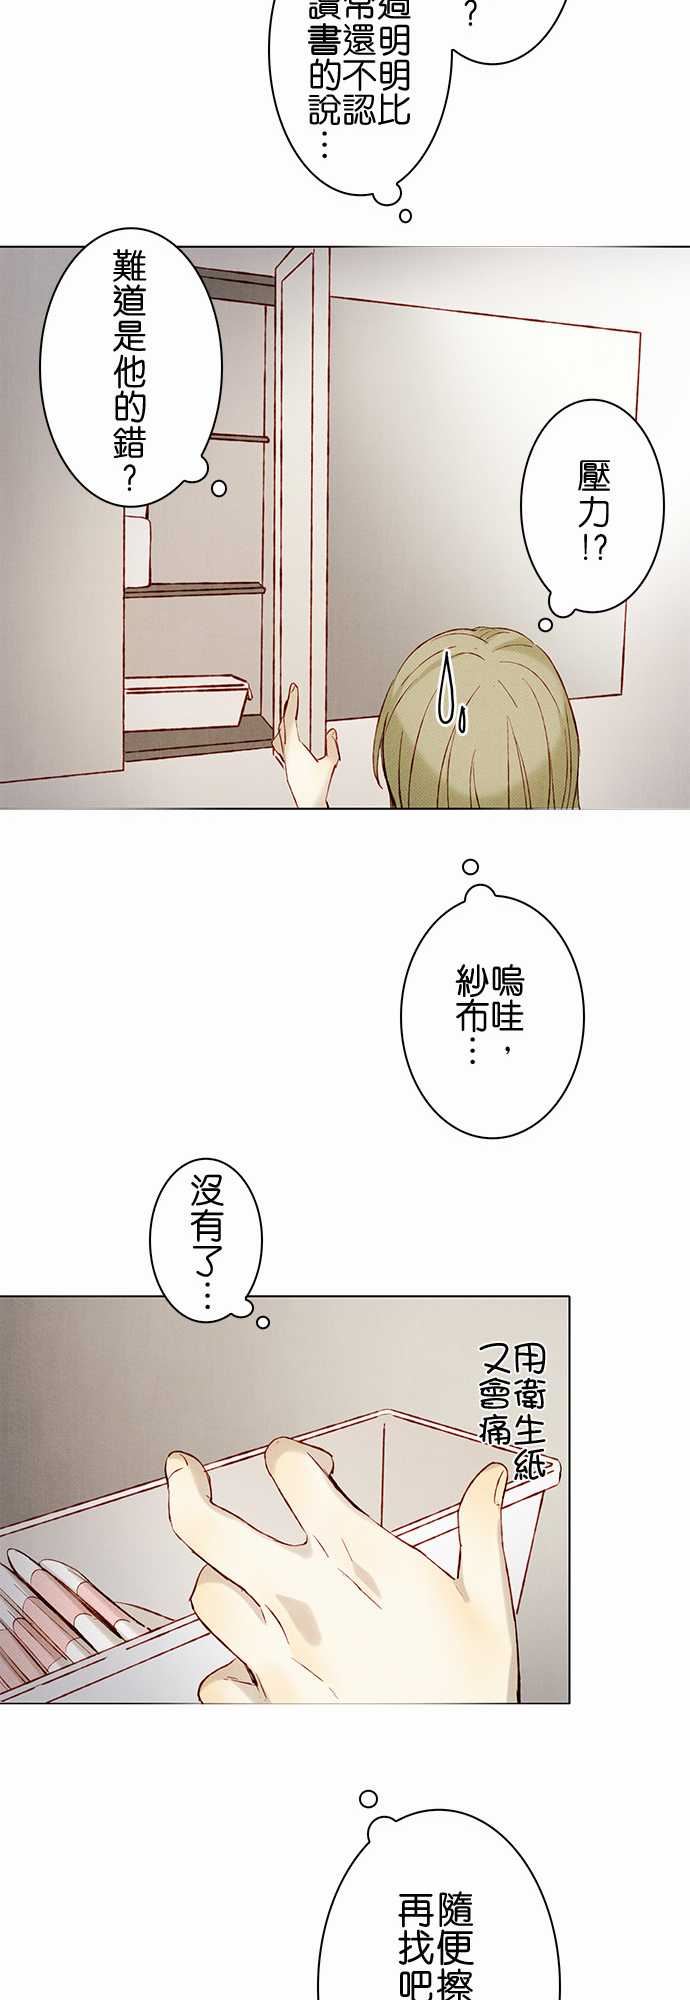 ?
過明明比
常還不認
讀書的說…
難道是他的錯?
壓力!?
嗚哇，
紗布…
沒有了…
用衛生紙
又會痛
隨便擦
再找吧